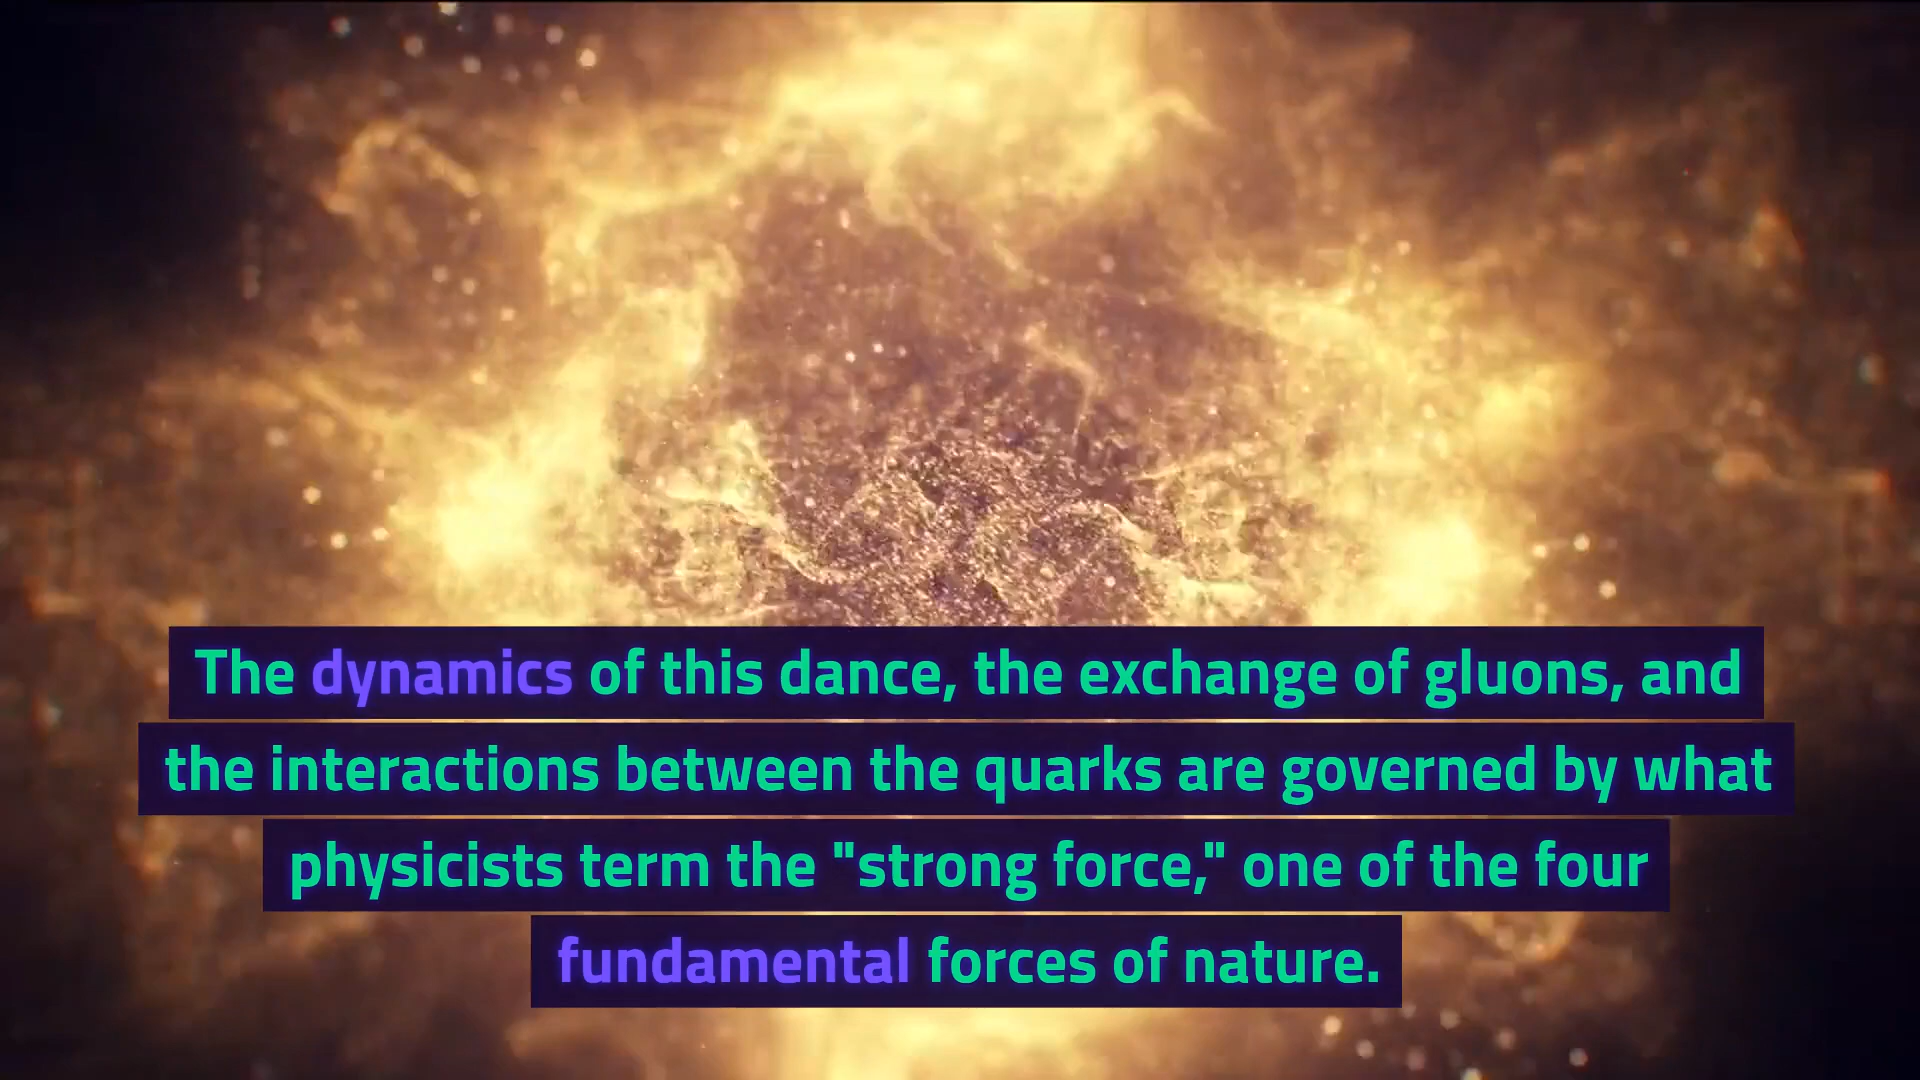 The dynamics of this dance, the exchange of gluons, and
the interactions between the quarks are governed by what
physicists term the "strong force," one of the four
fundamental forces of nature.